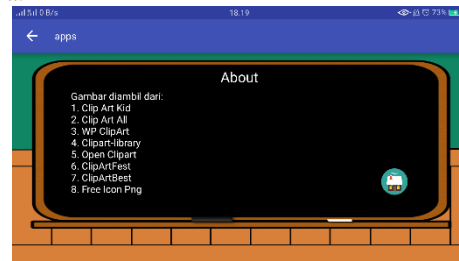 0 B/s 18.19 73%
apps
About
Gambar diambil dari:
1. Clip Art Kid
2. Clip Art All
3. WP ClipArt
4. Clipart-library
5. Open Clipart
6. ClipArtFest
7. ClipArtBest
8. Free Icon Png